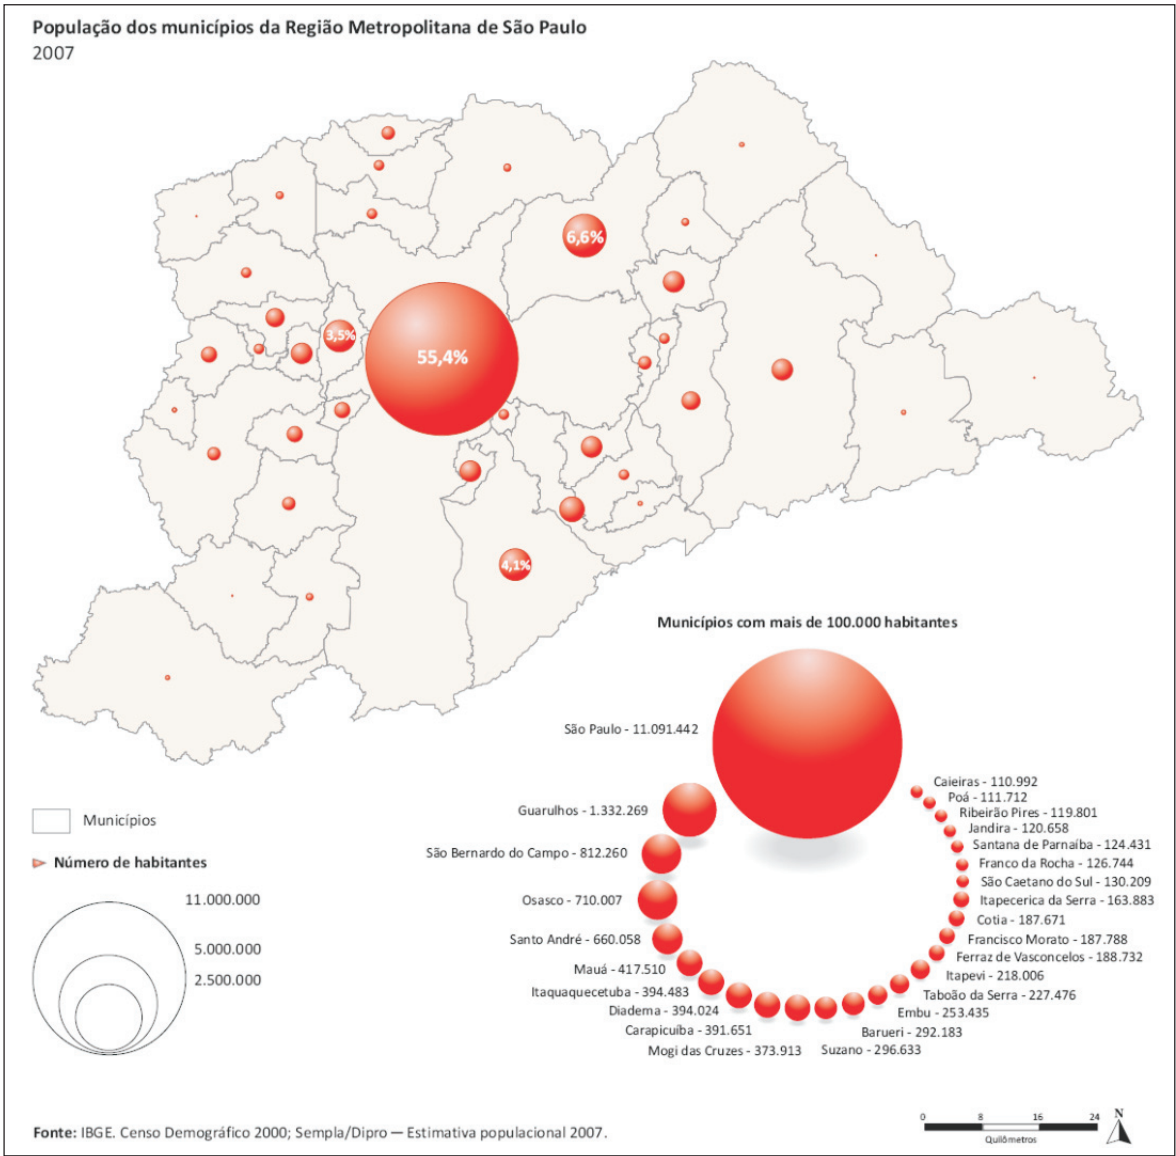 População dos municípios da Região Metropolitana de São Paulo
2007
6,6%
3,5%
55,4%
4,1%
Municípios com mais de 100.000 habitantes
São Paulo - 11.091.442
Guarulhos - 1.332.269
São Bernardo do Campo - 812.260
Osasco - 710.007
Santo André - 660.058
Mauá - 417.510
Itaquaquecetuba - 394.483
Diadema - 394.024
Carapicuíba - 391.651
Mogi das Cruzes - 373.913
Suzano - 296.633
Barueri - 292.183
Embu - 253.435
Taboão da Serra - 227.476
Itapevi - 218.006
Ferraz de Vasconcelos - 188.732
Francisco Morato - 187.788
Cotia - 187.671
Itapecerica da Serra - 163.883
São Caetano do Sul - 130.209
Franco da Rocha - 126.744
Santana de Parnaíba - 124.431
Jandira - 120.658
Ribeirão Pires - 119.801
Poá - 111.712
Caieiras - 110.992
Municípios
Número de habitantes
11.000.000
5.000.000
2.500.000
Fonte: IBGE. Censo Demográfico 2000; Sempla/Dipro — Estimativa populacional 2007.
0 8 16 24
Quilômetros
N